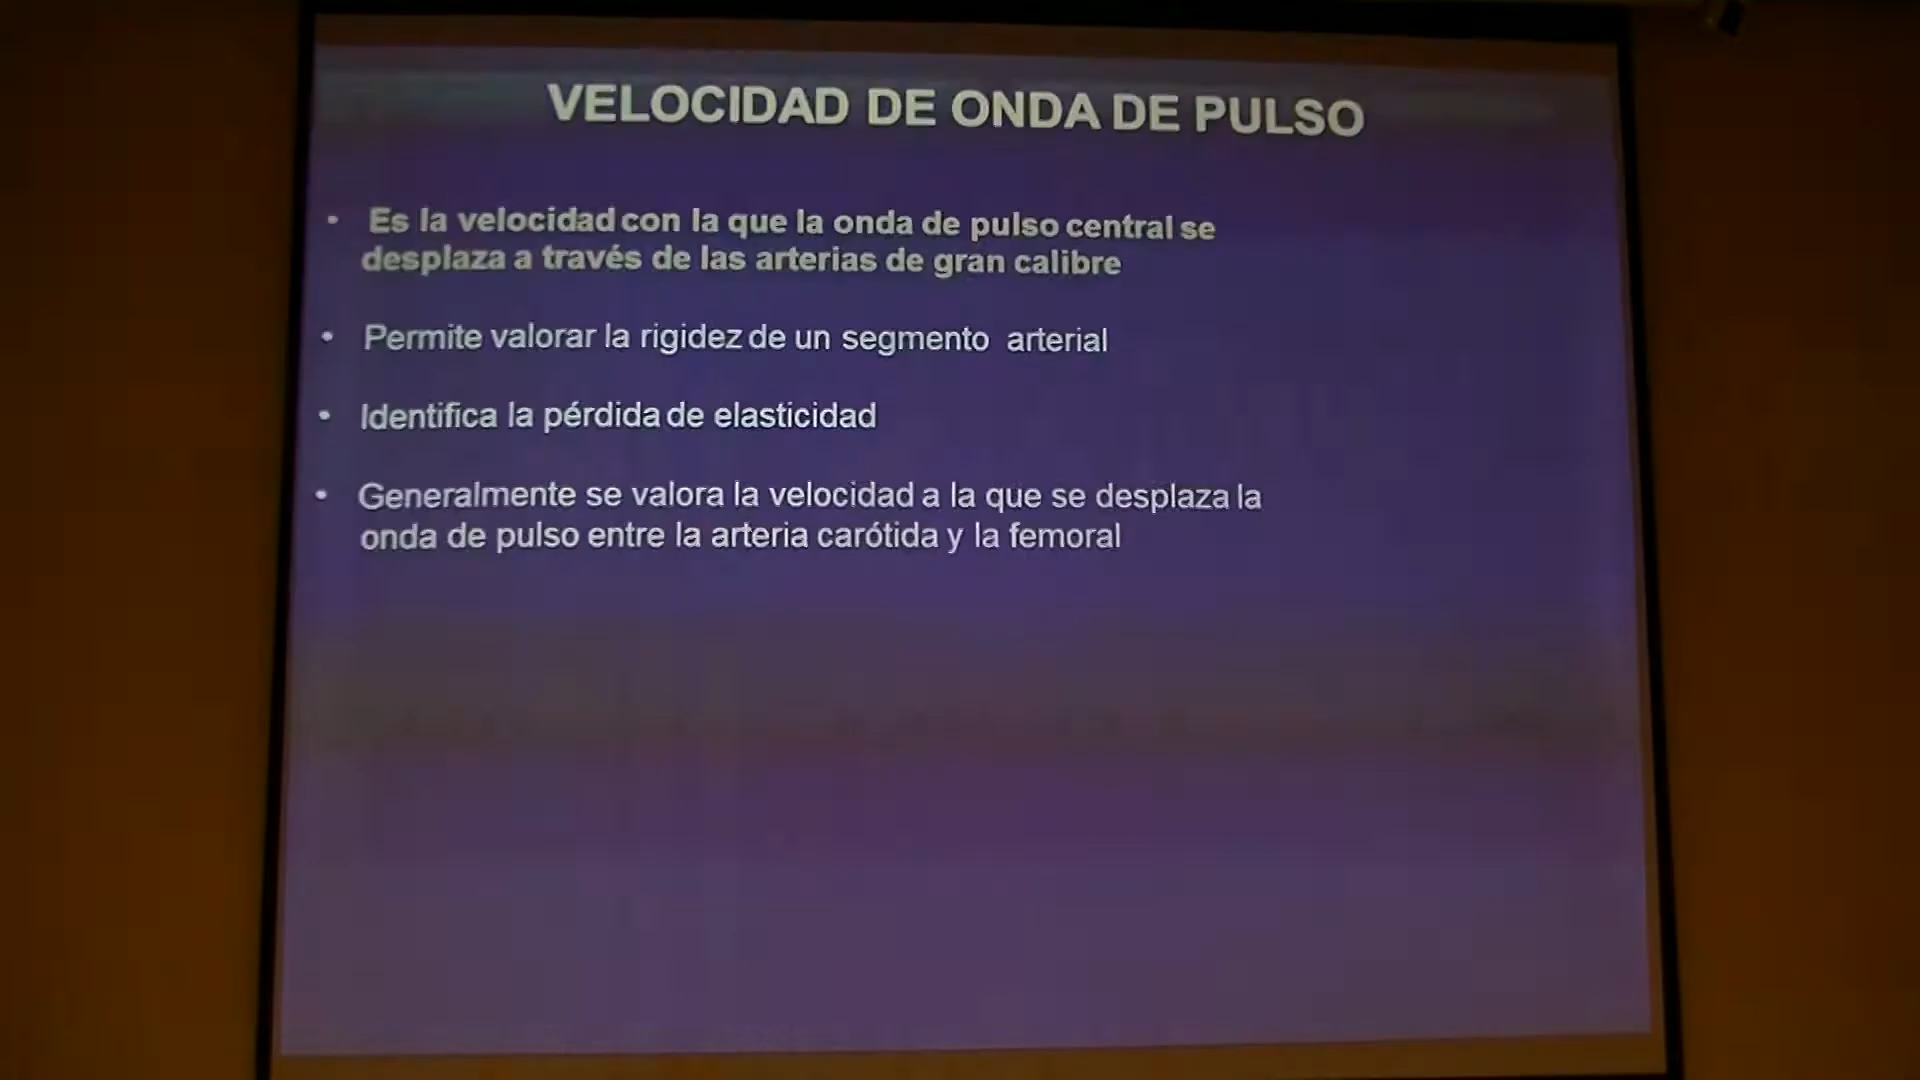 VELOCIDAD DE ONDA DE PULSO
• Es la velocidad con la que la onda de pulso central se
desplaza a través de las arterias de gran calibre
• Permite valorar la rigidez de un segmento arterial
• Identifica la pérdida de elasticidad
• Generalmente se valora la velocidad a la que se desplaza la
onda de pulso entre la arteria carótida y la femoral